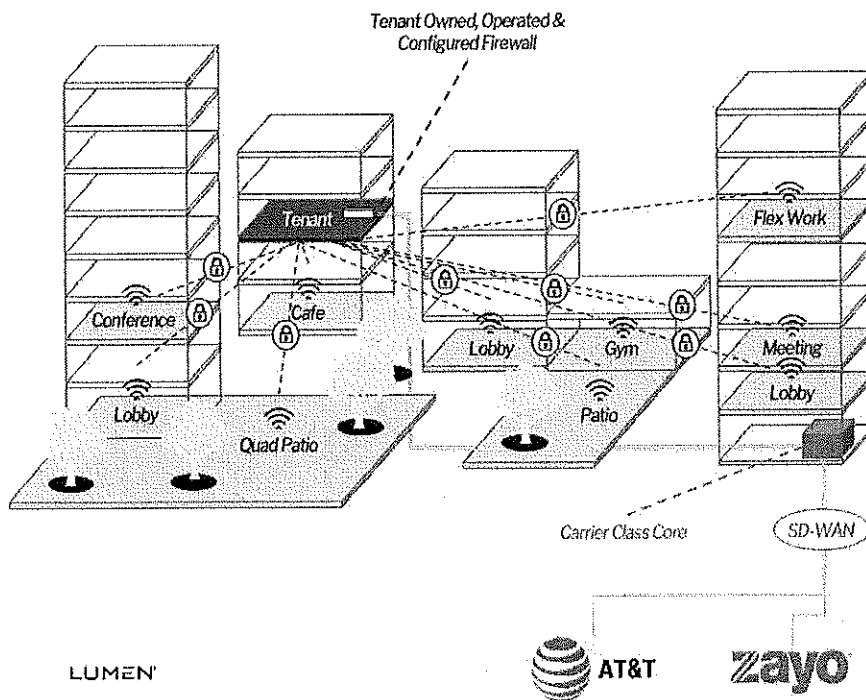 Tenant Owned, Operated &
Configured Firewall
Tenant
Flex Work
Conference
Cafe
Lobby
Gym
Meeting
Lobby
Lobby
Quad Patio
Patio
Carrier Class Core
SD-WAN
LUMEN
AT&T
zayo